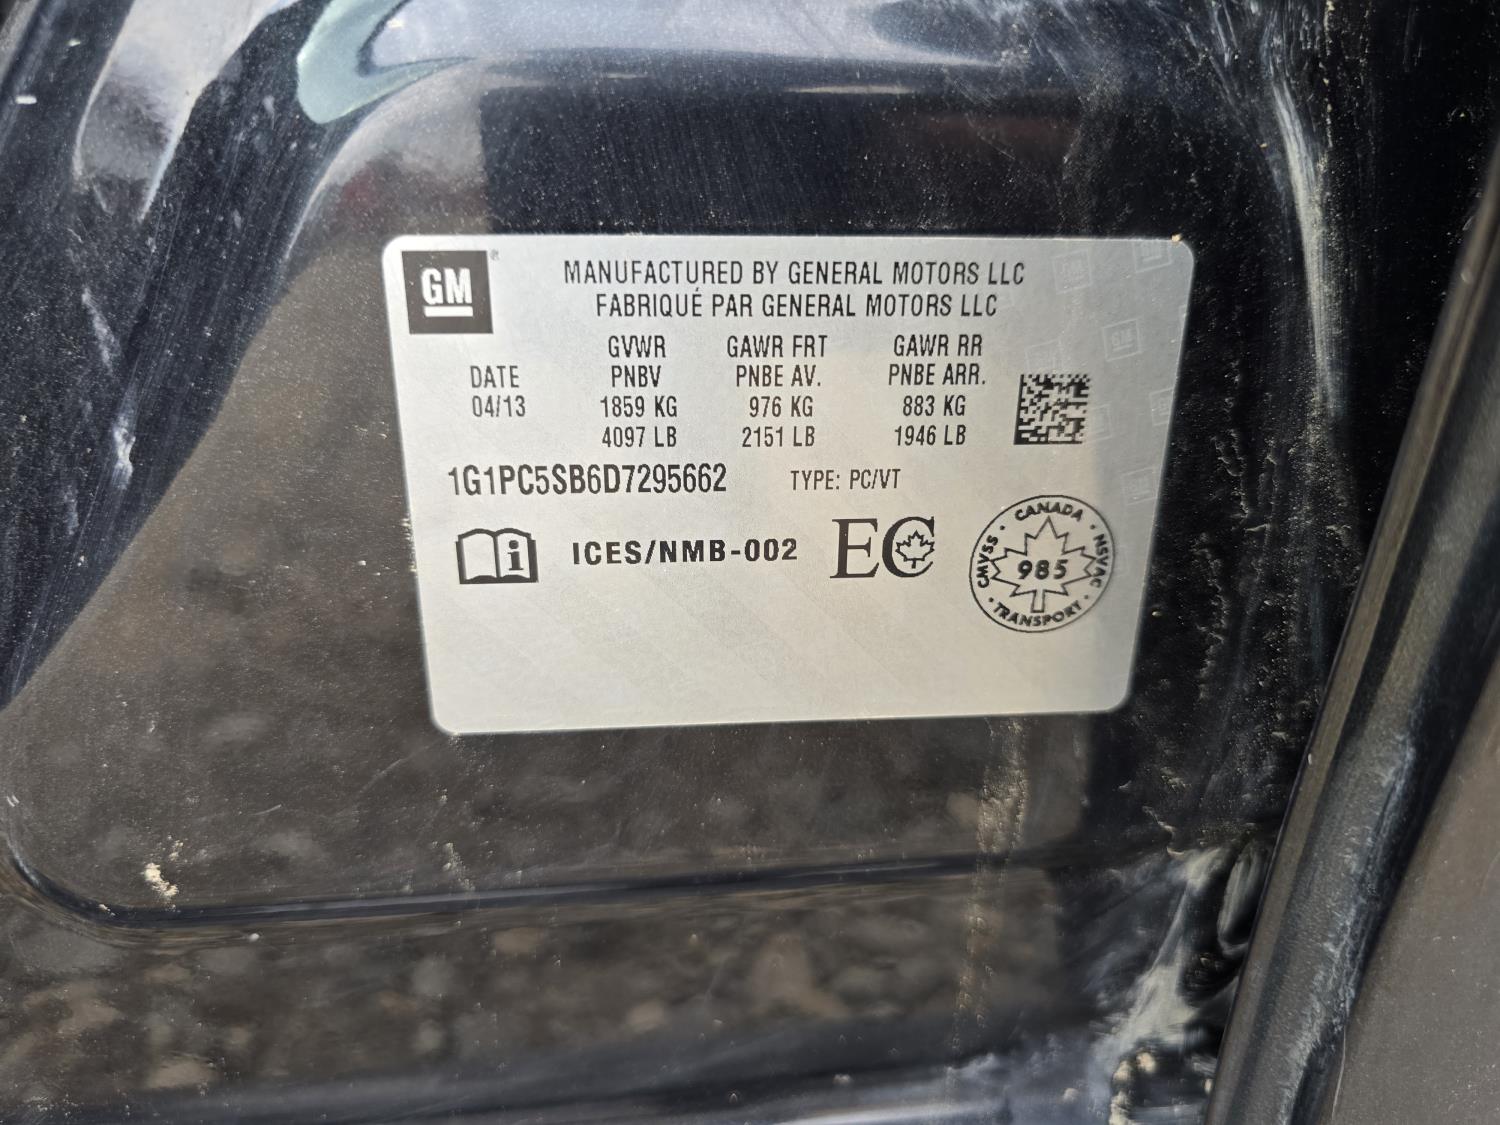 GM ®
MANUFACTURED BY GENERAL MOTORS LLC
FABRIQUÉ PAR GENERAL MOTORS LLC
GVWR GAWR FRT GAWR RR
DATE PNBV PNBE AV. PNBE ARR.
04/13 1859 KG 976 KG 883 KG
4097 LB 2151 LB 1946 LB
1G1PC5SB6D7295662 TYPE: PC/VT
i ICES/NMB-002 EC
CANADA
CMVSS 985 NSVAC
TRANSPORT